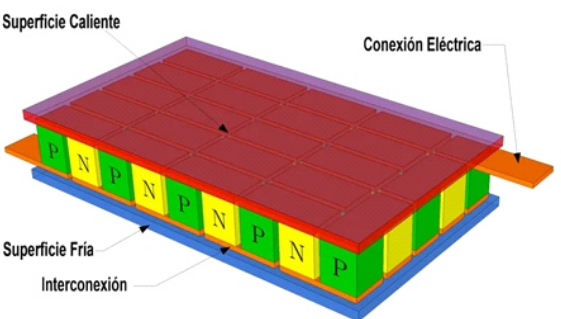 Superficie Caliente
Conexión Eléctrica
P N P N P N P N P
Superficie Fría
Interconexión